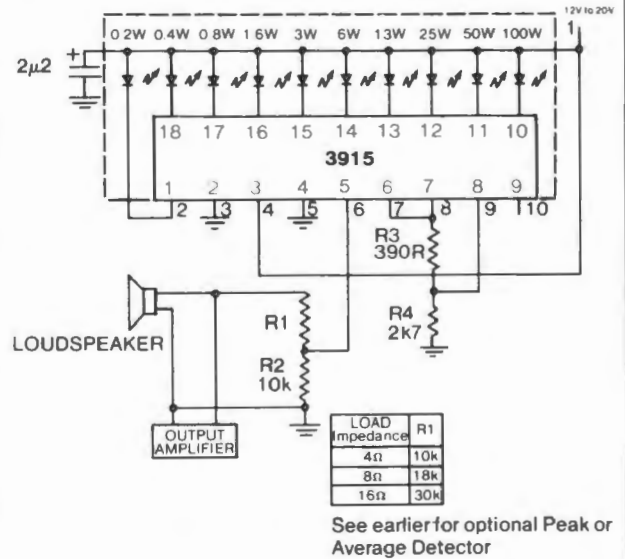 12V to 20V
1
0.2W 0.4W 0.8W 1.6W 3W 6W 13W 25W 50W 100W
+
2µ2
18 17 16 15 14 13 12 11 10
3915
1 2 3 4 5 6 7 8 9
2 3 4 5 6 7 8 9 10
R3
390R
R1
R4
2k7
LOUDSPEAKER
R2
10k
OUTPUT
AMPLIFIER
LOAD
Impedance R1
4Ω 10k
8Ω 18k
16Ω 30k
See earlier for optional Peak or
Average Detector